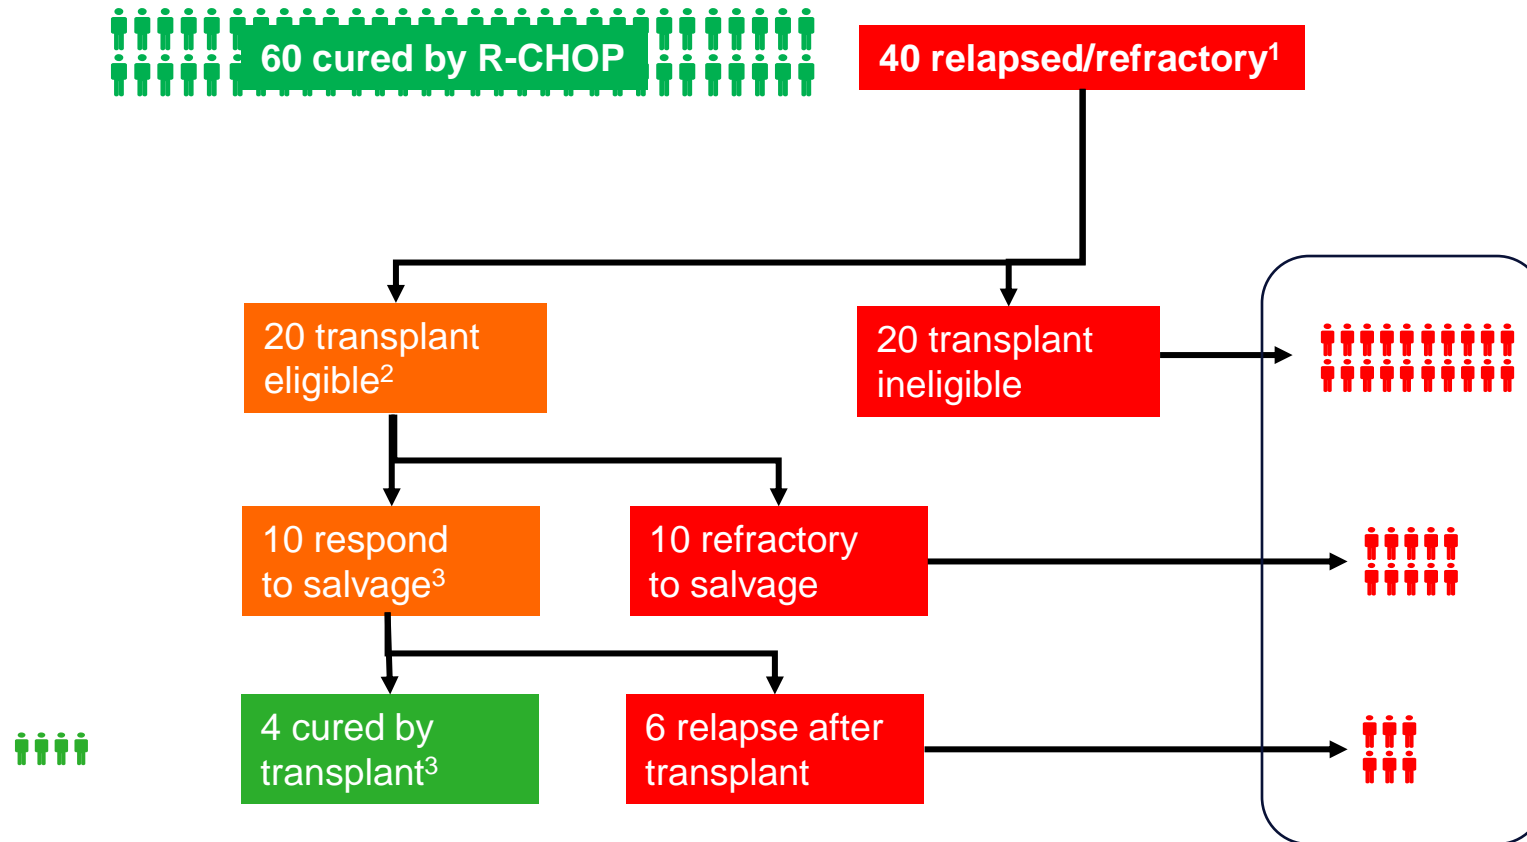 60 cured by R-CHOP
40 relapsed/refractory¹
20 transplant
eligible²
20 transplant
ineligible
10 respond
to salvage³
10 refractory
to salvage
4 cured by
transplant³
6 relapse after
transplant